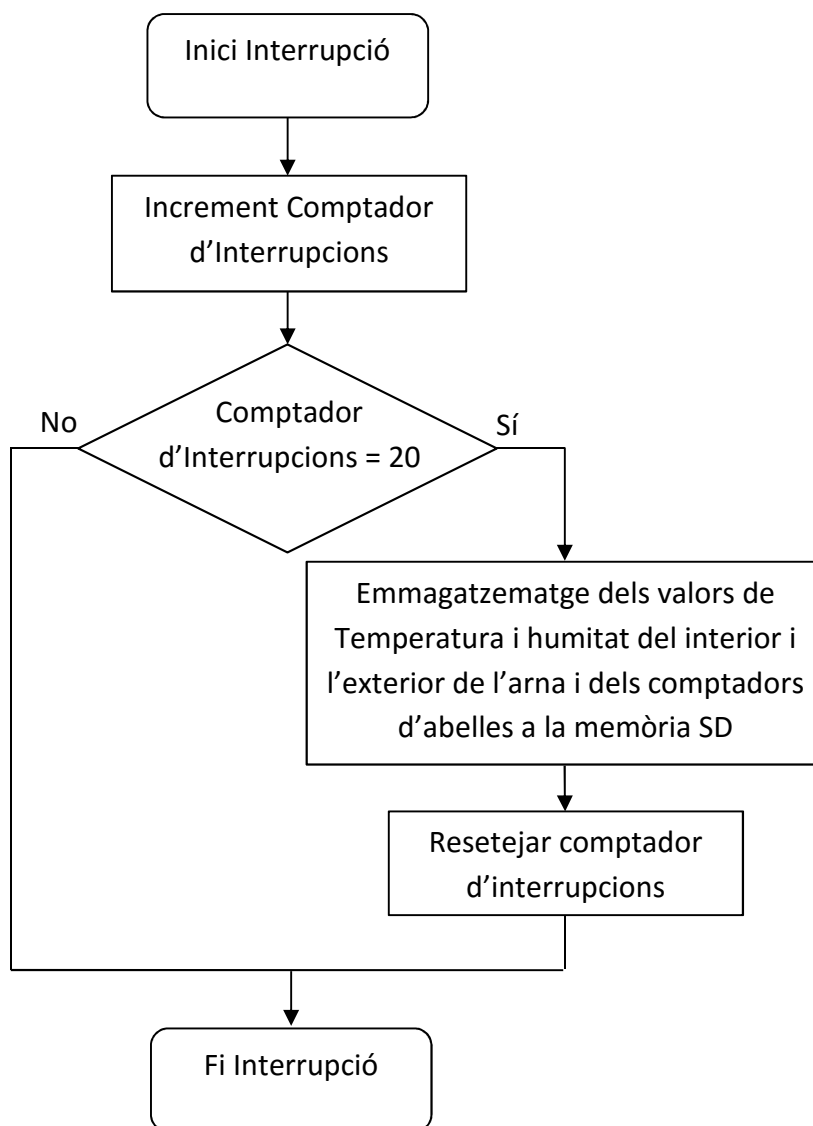 Inici Interrupció
Increment Comptador
d’Interrupcions
No
Comptador
d’Interrupcions = 20
Sí
Emmagatzematge dels valors de
Temperatura i humitat del interior i
l’exterior de l’arna i dels comptadors
d’abelles a la memòria SD
Resetejar comptador
d’interrupcions
Fi Interrupció